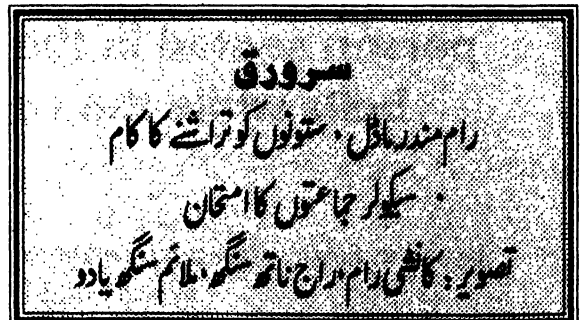 سرورق
رام مندر ماڈل • ستونوں کو تراشنے کا کام
• سیکولر جماعتوں کا امتحان
تصویر : کانشی رام، راج ناتھ سنگھ، ملائم سنگھ یادو